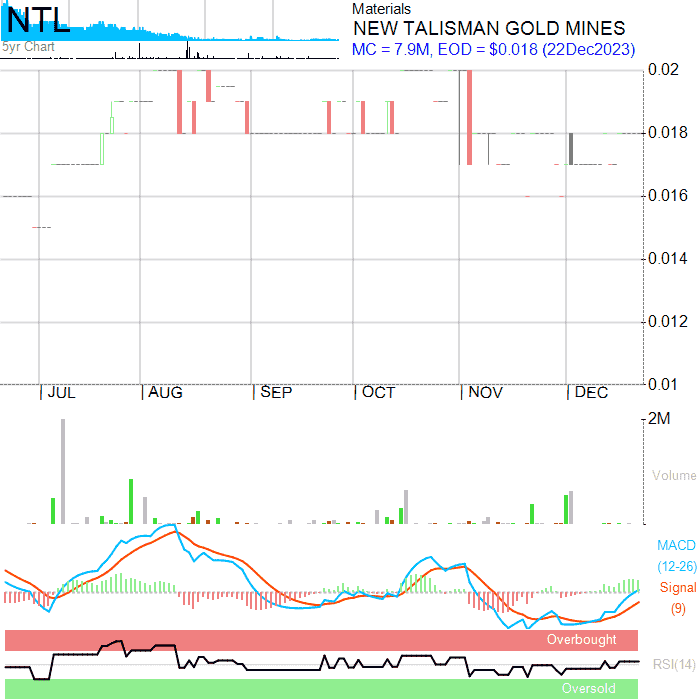 NTL
5yr Chart
Materials
NEW TALISMAN GOLD MINES
MC = 7.9M, EOD = $0.018 (22Dec2023)
0.02
0.018
0.016
0.014
0.012
0.01
JUL AUG SEP OCT NOV DEC
2M
Volume
MACD
(12-26)
Signal
(9)
Overbought
RSI(14)
Oversold